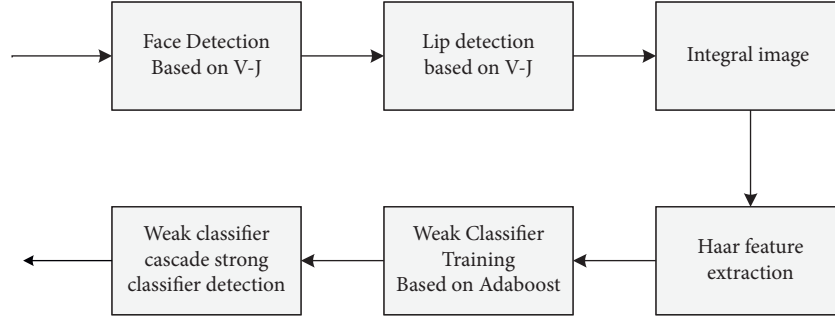 Face Detection
Based on V-J
Lip detection
based on V-J
Integral image
Weak classifier
cascade strong
classifier detection
Weak Classifier
Training
Based on Adaboost
Haar feature
extraction